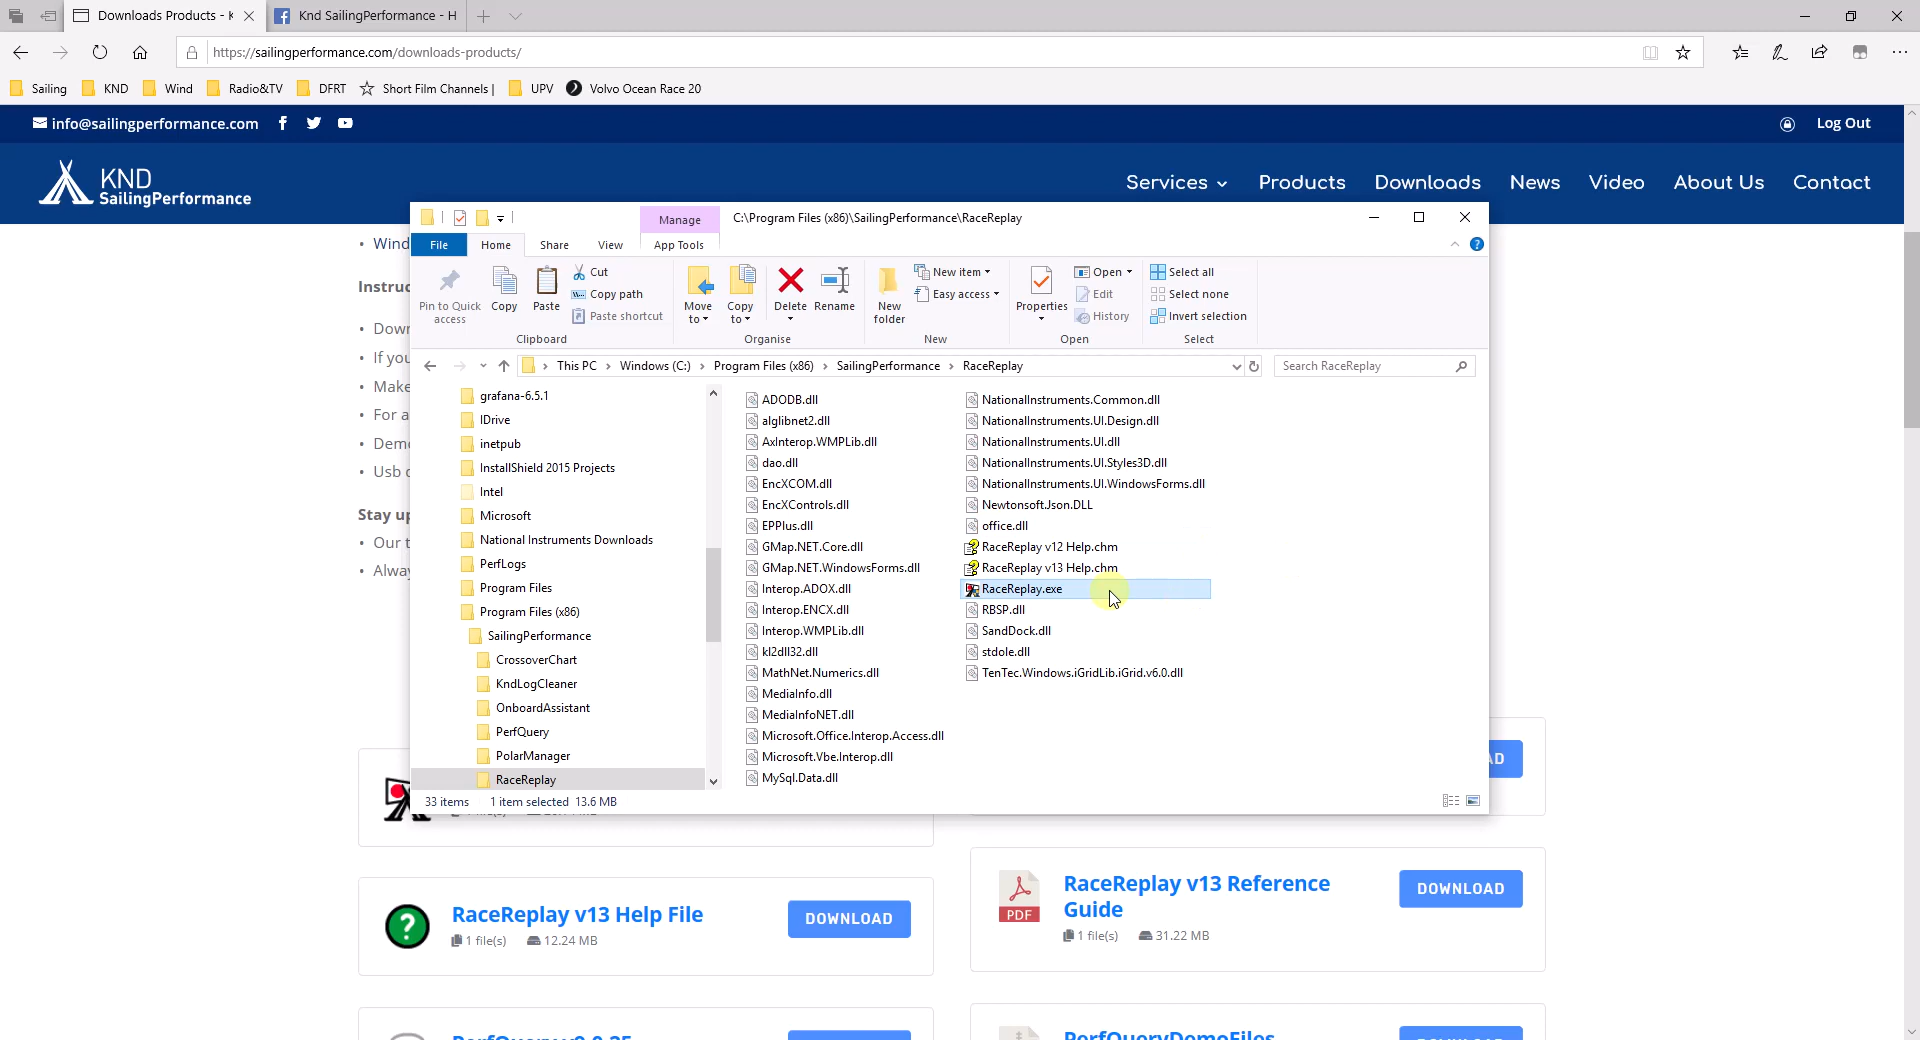 Downloads Products - K
Knd SailingPerformance - H
https://sailingperformance.com/downloads-products/
Sailing
KND
Wind
Radio&TV
DFRT
Short Film Channels |
UPV
Volvo Ocean Race 20
info@sailingperformance.com
Log Out
KND
SailingPerformance
Services
Products
Downloads
News
Video
About Us
Contact
Manage
C:\Program Files (x86)\SailingPerformance\RaceReplay
File
Home
Share
View
App Tools
Pin to Quick
access
Copy
Paste
Cut
Copy path
Paste shortcut
Clipboard
Move
to
Copy
to
Delete
Rename
Organise
New
folder
New item
Easy access
New
Properties
Open
Edit
History
Open
Select all
Select none
Invert selection
Select
This PC
Windows (C:)
Program Files (x86)
SailingPerformance
RaceReplay
Search RaceReplay
grafana-6.5.1
IDrive
inetpub
InstallShield 2015 Projects
Intel
Microsoft
National Instruments Downloads
PerfLogs
Program Files
Program Files (x86)
SailingPerformance
CrossoverChart
KndLogCleaner
OnboardAssistant
PerfQuery
PolarManager
RaceReplay
ADODB.dll
alglibnet2.dll
AxInterop.WMPLib.dll
dao.dll
EncXCOM.dll
EncXControls.dll
EPPlus.dll
GMap.NET.Core.dll
GMap.NET.WindowsForms.dll
Interop.ADOX.dll
Interop.ENCX.dll
Interop.WMPLib.dll
kl2dll32.dll
MathNet.Numerics.dll
MediaInfo.dll
MediaInfoNET.dll
Microsoft.Office.Interop.Access.dll
Microsoft.Vbe.Interop.dll
MySql.Data.dll
NationalInstruments.Common.dll
NationalInstruments.UI.Design.dll
NationalInstruments.UI.dll
NationalInstruments.UI.Styles3D.dll
NationalInstruments.UI.WindowsForms.dll
Newtonsoft.Json.DLL
office.dll
RaceReplay v12 Help.chm
RaceReplay v13 Help.chm
RaceReplay.exe
RBSP.dll
SandDock.dll
stdole.dll
TenTec.Windows.iGridLib.iGrid.v6.0.dll
33 items
1 item selected 13.6 MB
Wind
Instruc
Down
If you
Make
For a
Demo
Usb d
Stay up
Our t
Alway
AD
RaceReplay v13 Help File
1 file(s)
12.24 MB
DOWNLOAD
RaceReplay v13 Reference
Guide
1 file(s)
31.22 MB
DOWNLOAD
PDF
PerfQueryDemoFiles